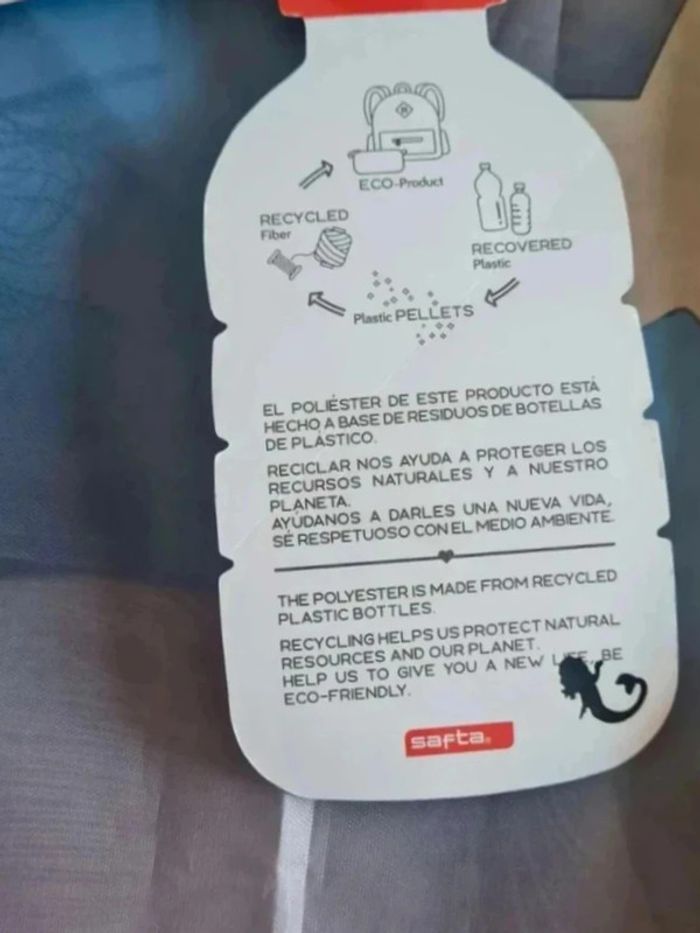 ECO-Product
RECYCLED
Fiber
RECOVERED
Plastic
Plastic PELLETS
EL POLIÉSTER DE ESTE PRODUCTO ESTÁ
HECHO A BASE DE RESIDUOS DE BOTELLAS
DE PLÁSTICO.
RECICLAR NOS AYUDA A PROTEGER LOS
RECURSOS NATURALES Y A NUESTRO
PLANETA.
AYÚDANOS A DARLES UNA NUEVA VIDA,
SÉ RESPETUOSO CON EL MEDIO AMBIENTE.
THE POLYESTER IS MADE FROM RECYCLED
PLASTIC BOTTLES.
RECYCLING HELPS US PROTECT NATURAL
RESOURCES AND OUR PLANET.
HELP US TO GIVE YOU A NEW LIFE, BE
ECO-FRIENDLY.
safta.